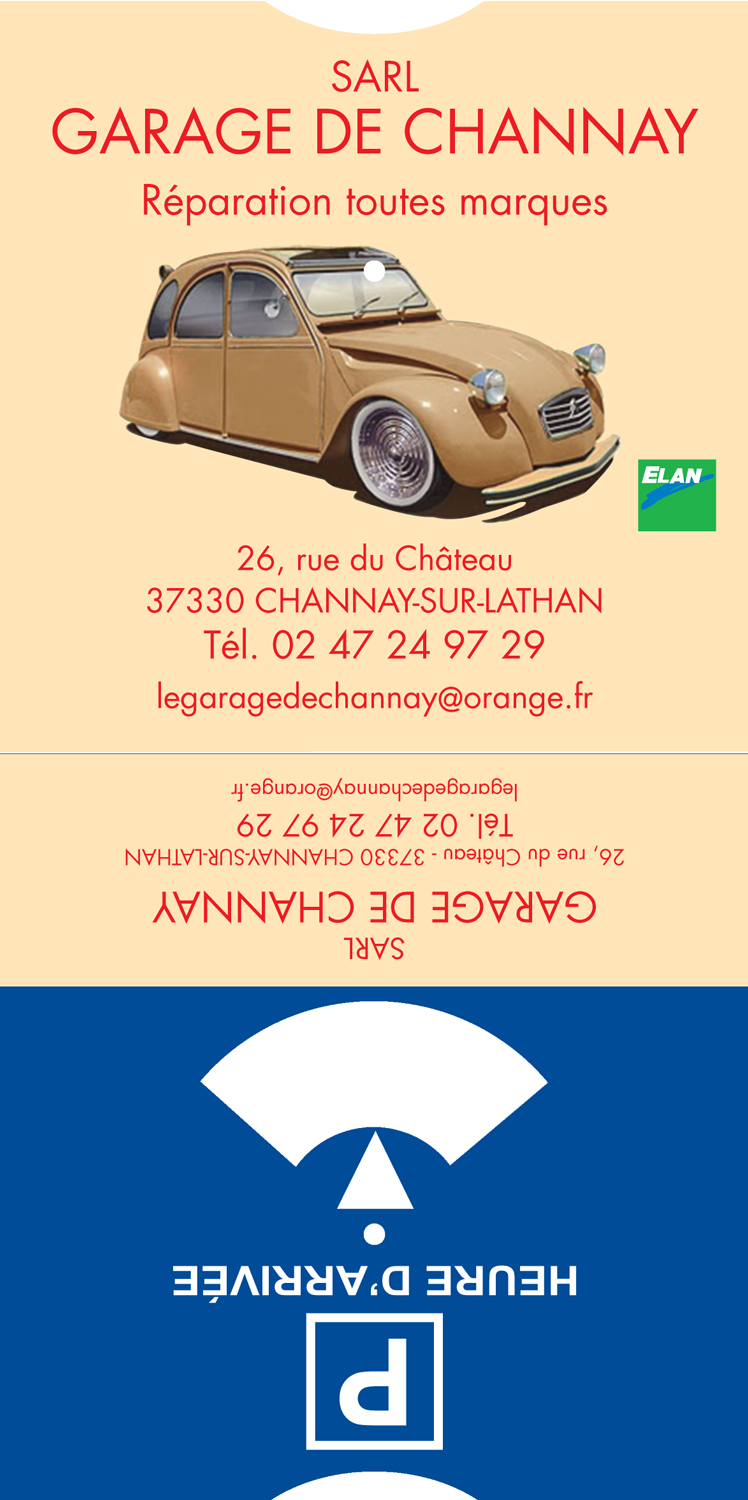 SARL
GARAGE DE CHANNAY
Réparation toutes marques
ELAN
26, rue du Château
37330 CHANNAY-SUR-LATHAN
Tél. 02 47 24 97 29
legaragedechannay@orange.fr
P
HEURE D'ARRIVÉE
SARL
GARAGE DE CHANNAY
26, rue du Château - 37330 CHANNAY-SUR-LATHAN
Tél. 02 47 24 97 29
legaragedechannay@orange.fr